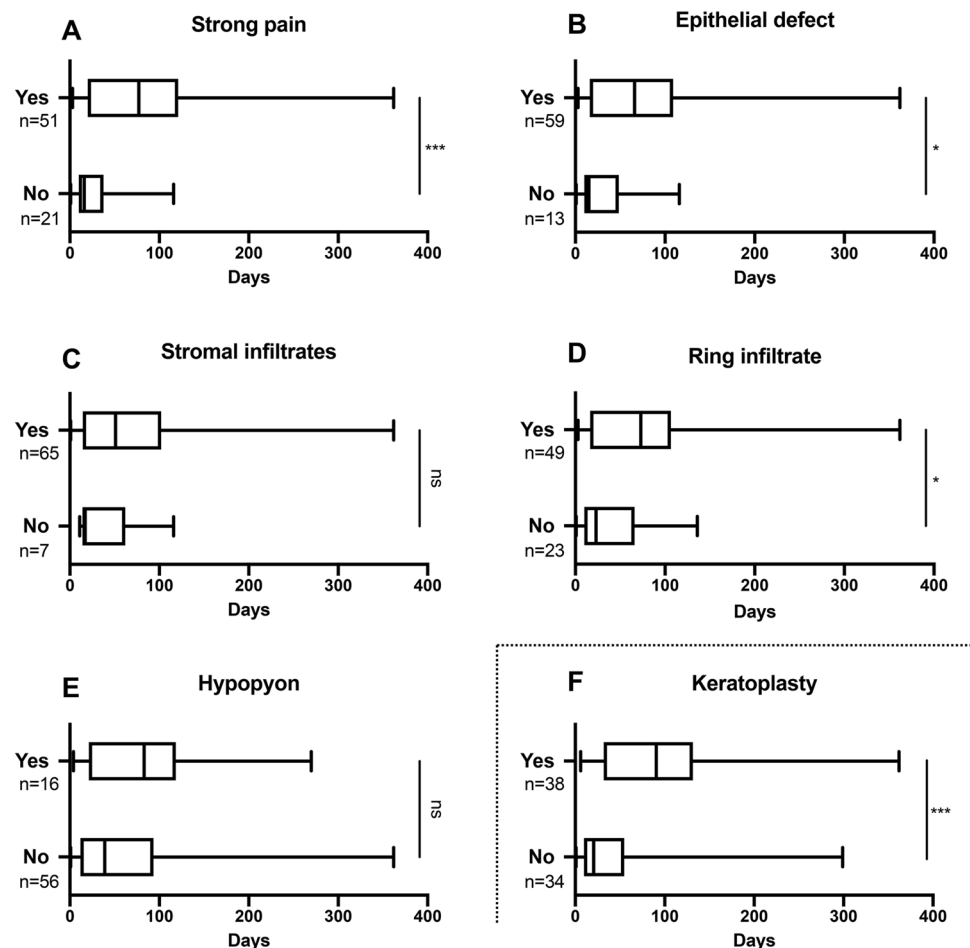 A Strong pain
Yes
n=51
***
No
n=21
0 100 200 300 400
Days
B Epithelial defect
Yes
n=59
*
No
n=13
0 100 200 300 400
Days
C Stromal infiltrates
Yes
n=65
ns
No
n=7
0 100 200 300 400
Days
D Ring infiltrate
Yes
n=49
*
No
n=23
0 100 200 300 400
Days
E Hypopyon
Yes
n=16
ns
No
n=56
0 100 200 300 400
Days
F Keratoplasty
Yes
n=38
***
No
n=34
0 100 200 300 400
Days